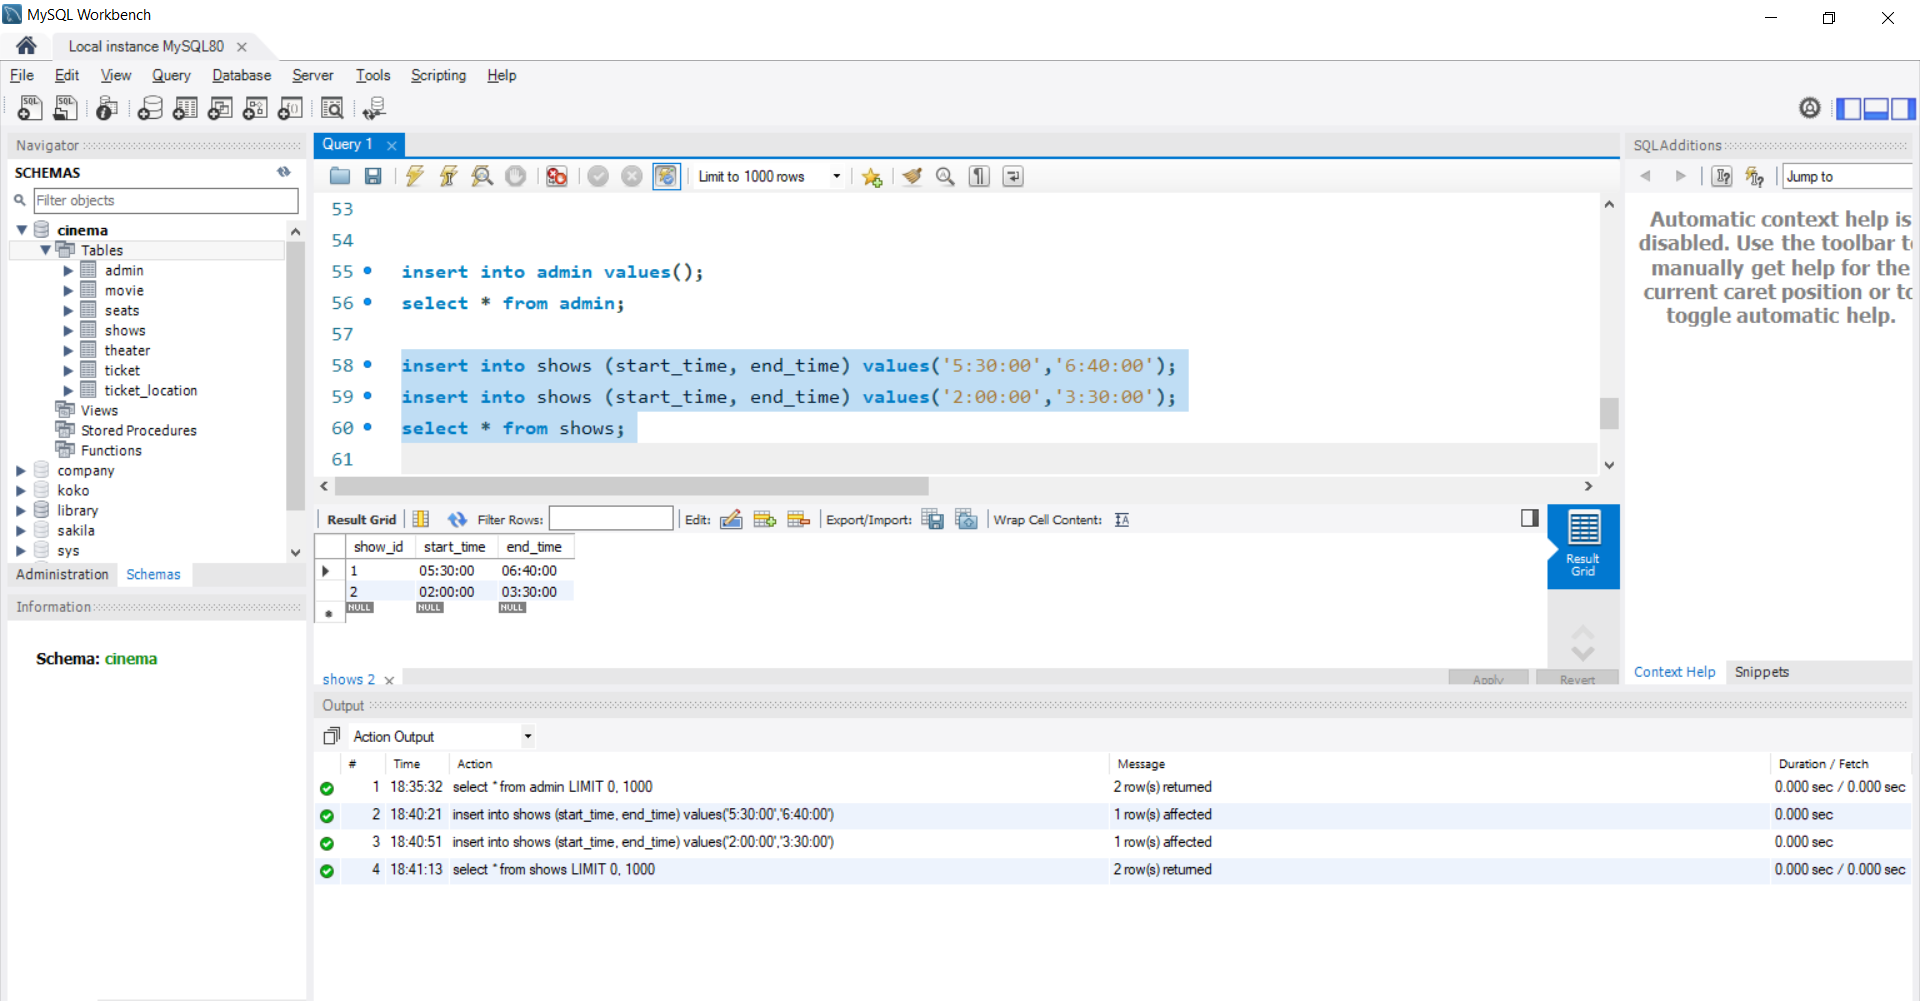 MySQL Workbench
Local instance MySQL80
File Edit View Query Database Server Tools Scripting Help
Navigator
SCHEMAS
Filter objects
cinema
Tables
admin
movie
seats
shows
theater
ticket
ticket_location
Views
Stored Procedures
Functions
company
koko
library
sakila
sys
Administration Schemas
Information
Schema: cinema
Query 1
Limit to 1000 rows
53
54
55 insert into admin values();
56 select * from admin;
57
58 insert into shows (start_time, end_time) values('5:30:00','6:40:00');
59 insert into shows (start_time, end_time) values('2:00:00','3:30:00');
60 select * from shows;
61
Result Grid Filter Rows: Edit: Export/Import: Wrap Cell Content:
show_id start_time end_time
1 05:30:00 06:40:00
2 02:00:00 03:30:00
NULL NULL NULL
Result
Grid
shows 2
Apply Revert
SQLAdditions
Jump to
Automatic context help is
disabled. Use the toolbar to
manually get help for the
current caret position or to
toggle automatic help.
Context Help Snippets
Output
Action Output
# Time Action Message Duration / Fetch
1 18:35:32 select * from admin LIMIT 0, 1000 2 row(s) returned 0.000 sec / 0.000 sec
2 18:40:21 insert into shows (start_time, end_time) values('5:30:00','6:40:00') 1 row(s) affected 0.000 sec
3 18:40:51 insert into shows (start_time, end_time) values('2:00:00','3:30:00') 1 row(s) affected 0.000 sec
4 18:41:13 select * from shows LIMIT 0, 1000 2 row(s) returned 0.000 sec / 0.000 sec